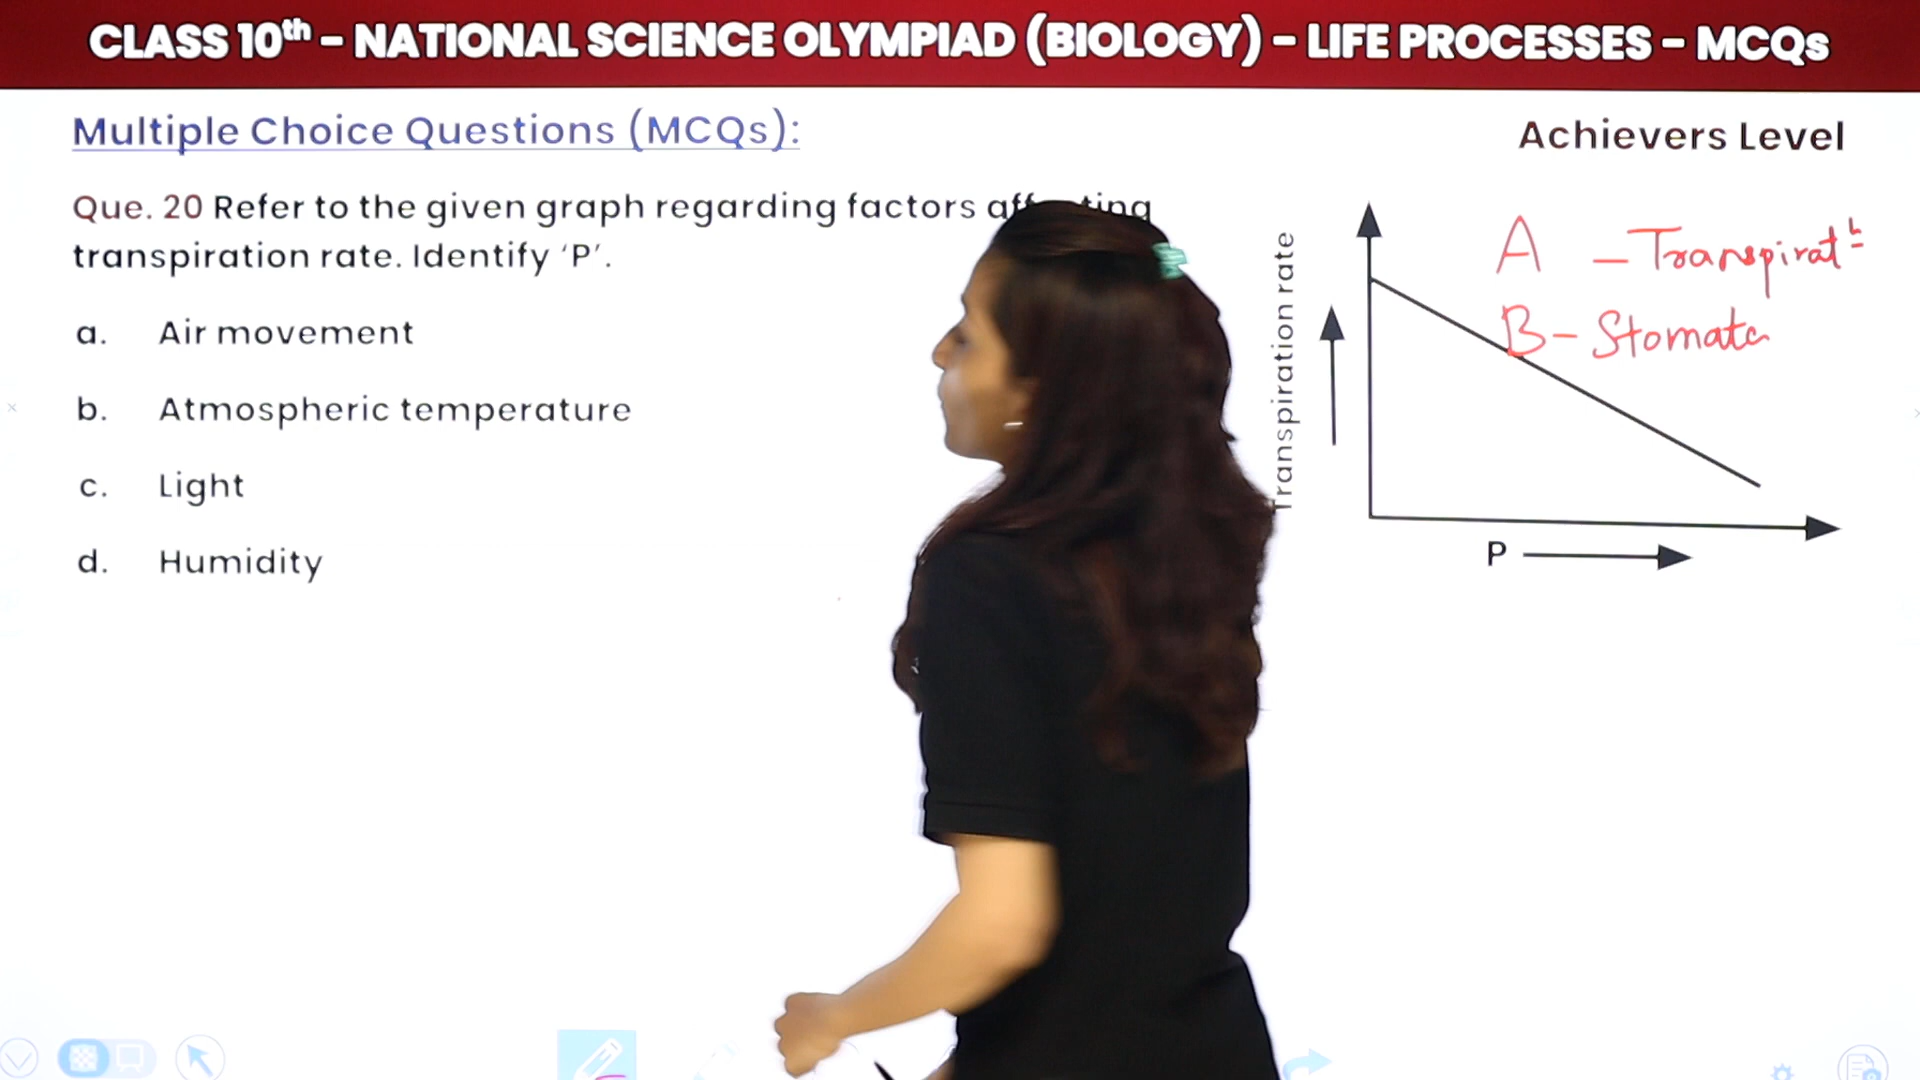 CLASS 10th - NATIONAL SCIENCE OLYMPIAD (BIOLOGY) - LIFE PROCESSES - MCQs
Multiple Choice Questions (MCQs):
Achievers Level
Que. 20 Refer to the given graph regarding factors
transpiration rate. Identify ‘P’.
a. Air movement
b. Atmospheric temperature
c. Light
d. Humidity
Transpiration rate
A – Transpirat
B – Stomata
P